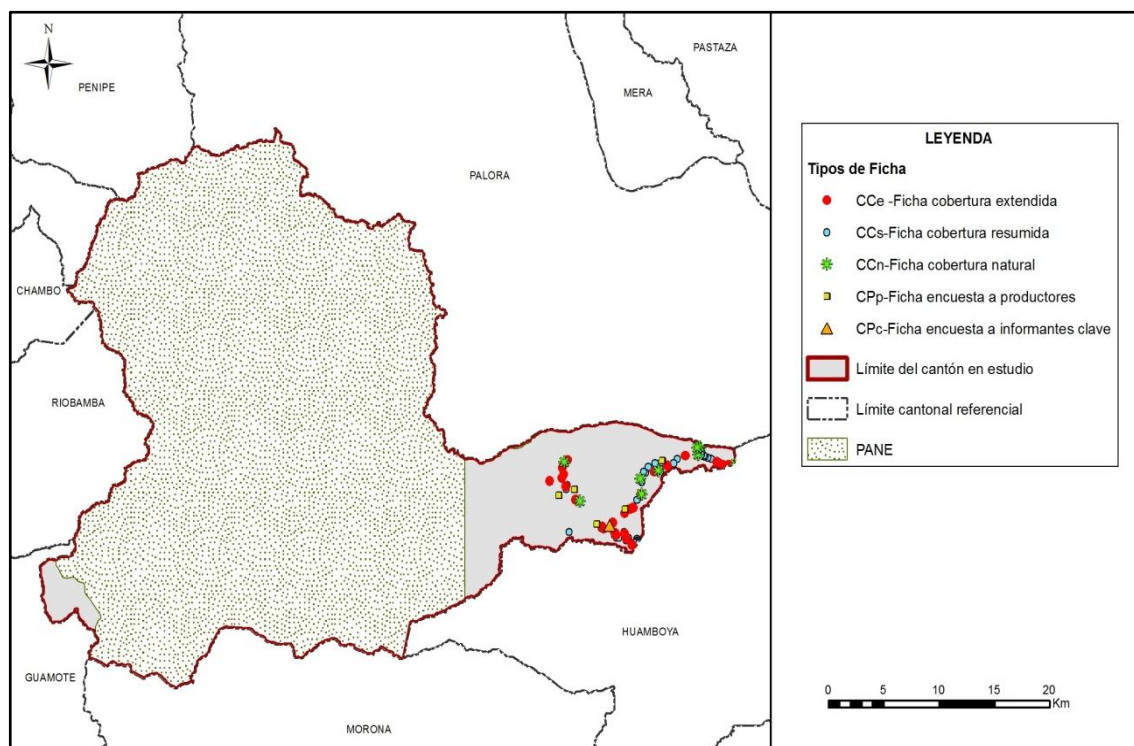 N
PASTAZA
PENIPE
MERA
PALORA
CHAMBO
RIOBAMBA
HUAMBOYA
GUAMOTE
MORONA
LEYENDA
Tipos de Ficha
CCe -Ficha cobertura extendida
CCs-Ficha cobertura resumida
CCn-Ficha cobertura natural
CPp-Ficha encuesta a productores
CPc-Ficha encuesta a informantes clave
Límite del cantón en estudio
Límite cantonal referencial
PANE
0 5 10 15 20
Km